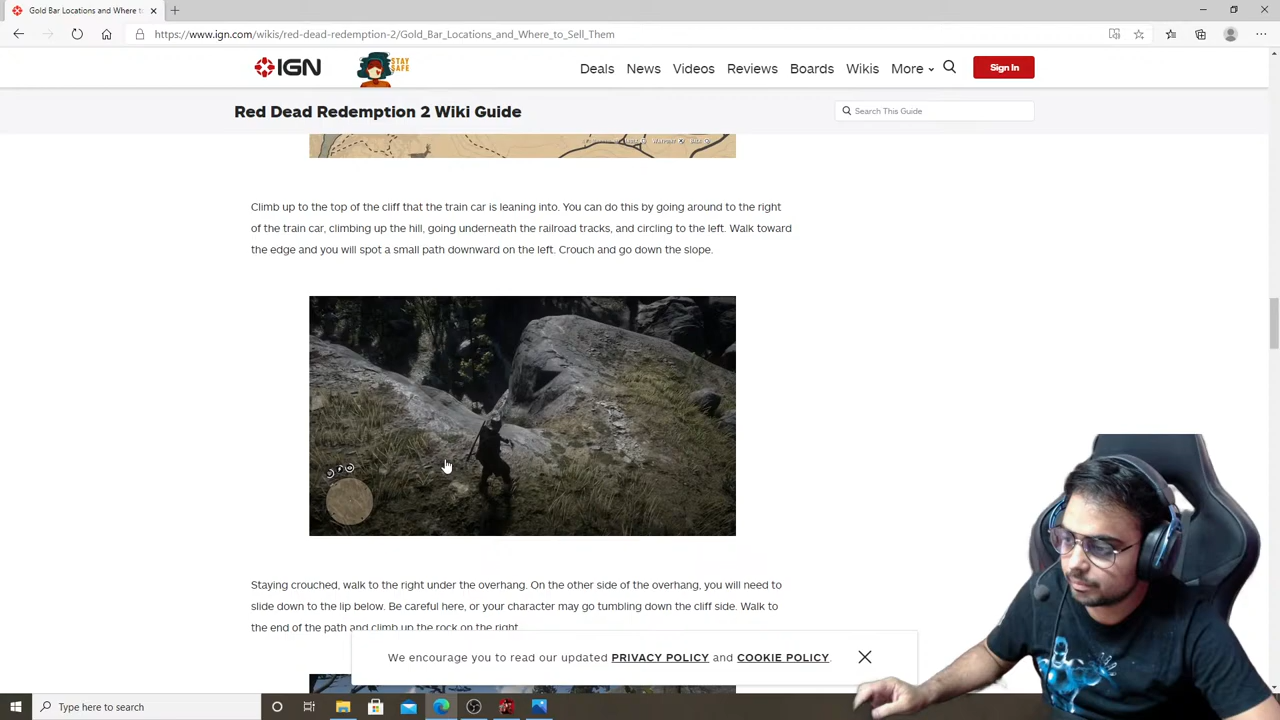 Gold Bar Locations and Where to
https://www.ign.com/wikis/red-dead-redemption-2/Gold_Bar_Locations_and_Where_to_Sell_Them
IGN
STAY
SAFE
Deals
News
Videos
Reviews
Boards
Wikis
More
Sign In
Red Dead Redemption 2 Wiki Guide
Search This Guide
Climb up to the top of the cliff that the train car is leaning into. You can do this by going around to the right
of the train car, climbing up the hill, going underneath the railroad tracks, and circling to the left. Walk toward
the edge and you will spot a small path downward on the left. Crouch and go down the slope.
Staying crouched, walk to the right under the overhang. On the other side of the overhang, you will need to
slide down to the lip below. Be careful here, or your character may go tumbling down the cliff side. Walk to
the end of the path and climb up the rock on the right.
We encourage you to read our updated PRIVACY POLICY and COOKIE POLICY.
Type here to search